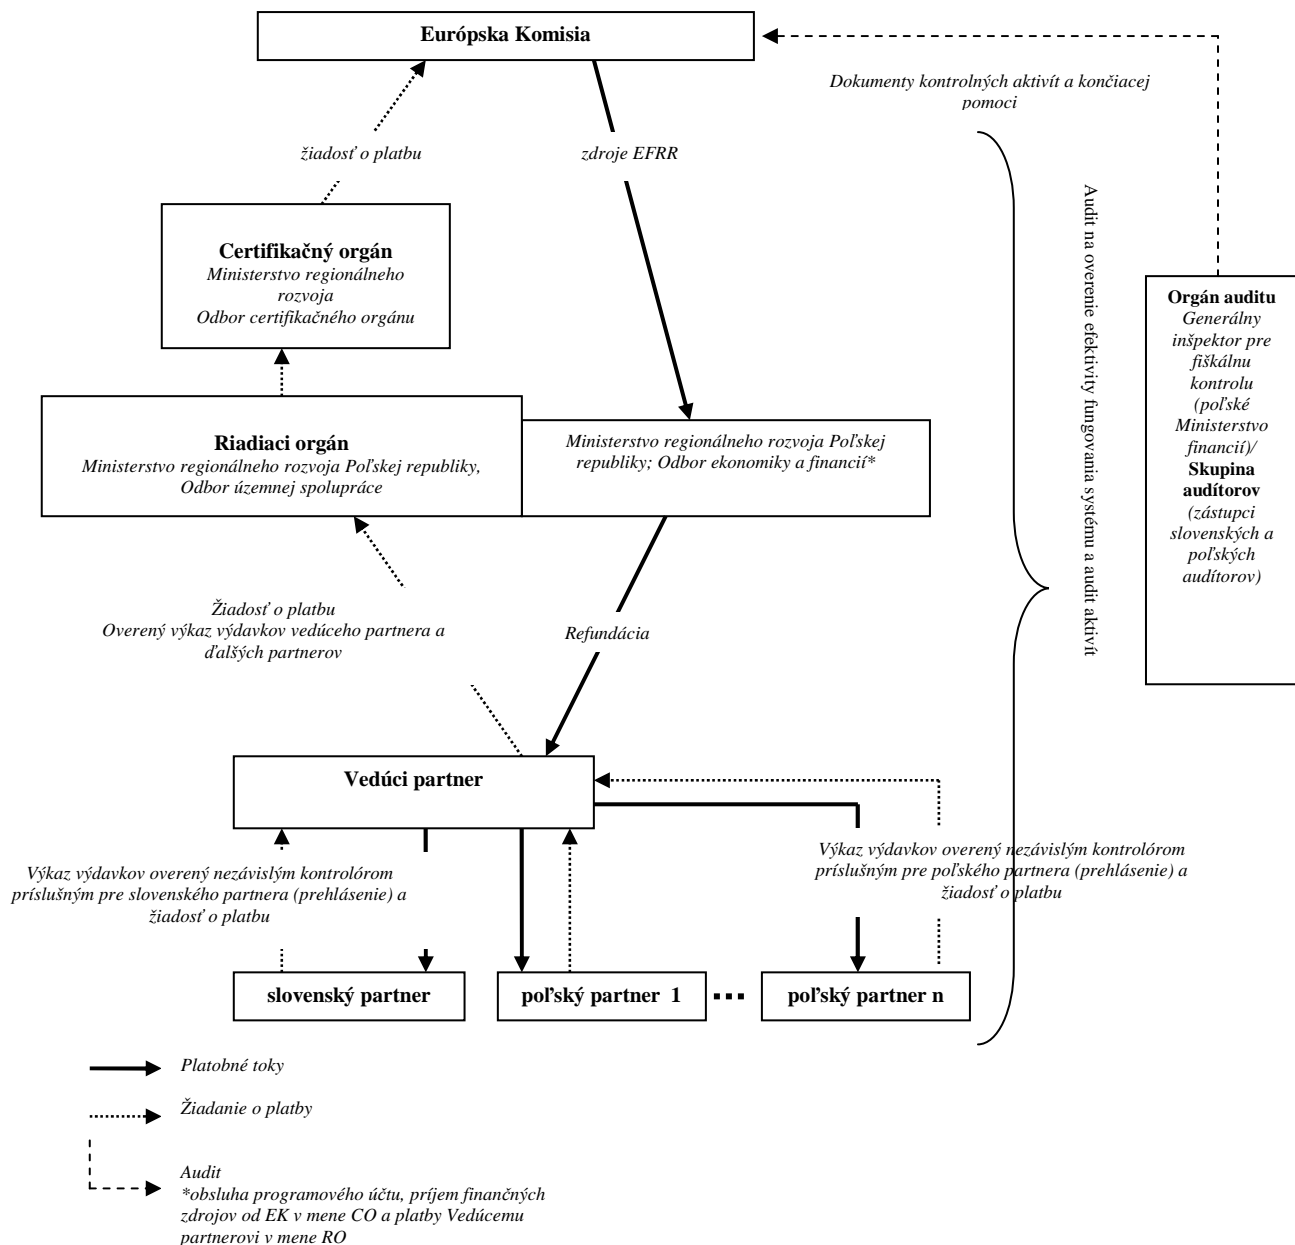 Európska Komisia
Dokumenty kontrolných aktivít a končiacej
pomoci
žiadosť o platbu
zdroje EFRR
Certifikačný orgán
Ministerstvo regionálneho
rozvoja
Odbor certifikačného orgánu
Audit na overenie efektivity fungovania systému a audit aktivít
Orgán auditu
Generálny
inšpektor pre
fiškálnu
kontrolu
(poľské
Ministerstvo
financií)/
Skupina
audítorov
(zástupci
slovenských a
poľských
audítorov)
Riadiaci orgán
Ministerstvo regionálneho rozvoja Poľskej republiky,
Odbor územnej spolupráce
Ministerstvo regionálneho rozvoja Poľskej
republiky; Odbor ekonomiky a financií*
Žiadosť o platbu
Overený výkaz výdavkov vedúceho partnera a
ďalších partnerov
Refundácia
Vedúci partner
Výkaz výdavkov overený nezávislým kontrolórom
príslušným pre slovenského partnera (prehlásenie) a
žiadosť o platbu
Výkaz výdavkov overený nezávislým kontrolórom
príslušným pre poľského partnera (prehlásenie) a
žiadosť o platbu
slovenský partner
poľský partner 1
poľský partner n
Platobné toky
Žiadanie o platby
Audit
*obsluha programového účtu, príjem finančných
zdrojov od EK v mene CO a platby Vedúcemu
partnerovi v mene RO